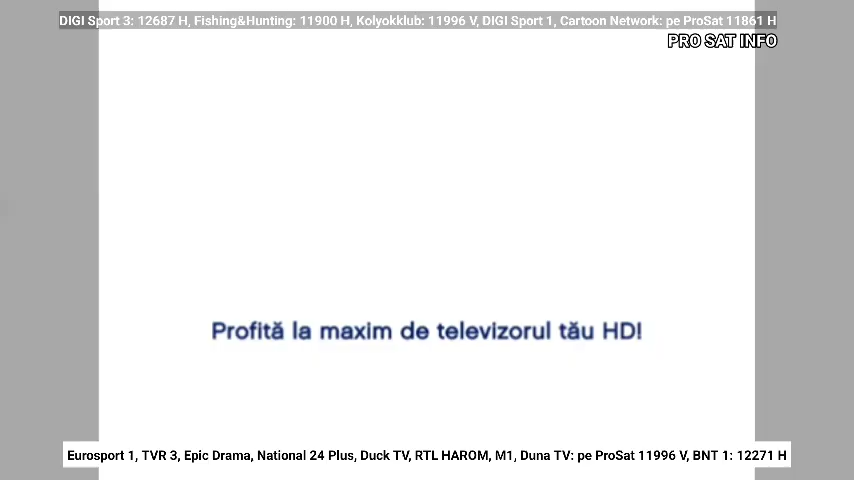 DIGI Sport 3: 12687 H, Fishing&Hunting: 11900 H, Kolyokklub: 11996 V, DIGI Sport 1, Cartoon Network: pe ProSat 11861 H
PRO SAT INFO
Profită la maxim de televizorul tău HD!
Eurosport 1, TVR 3, Epic Drama, National 24 Plus, Duck TV, RTL HAROM, M1, Duna TV: pe ProSat 11996 V, BNT 1: 12271 H